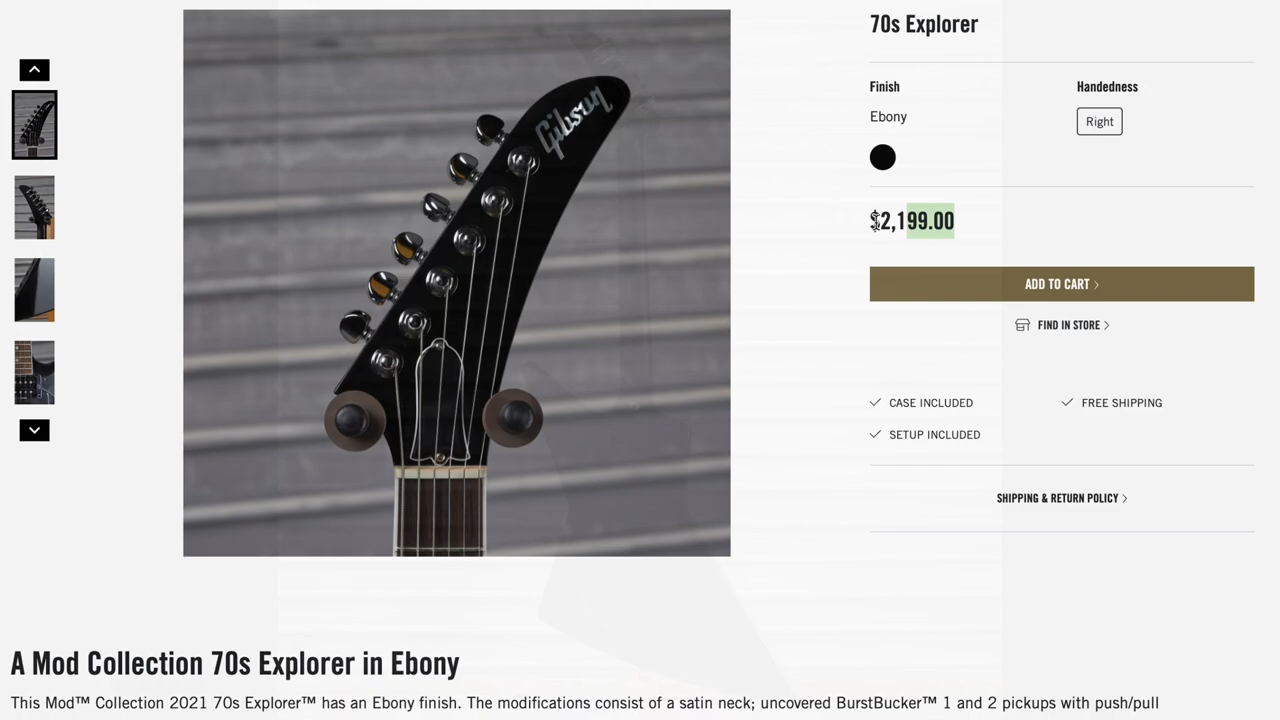 70s Explorer
Gibson
Finish
Handedness
Ebony
Right
$2,199.00
ADD TO CART
FIND IN STORE
CASE INCLUDED
FREE SHIPPING
SETUP INCLUDED
SHIPPING & RETURN POLICY
A Mod Collection 70s Explorer in Ebony
This Mod™ Collection 2021 70s Explorer™ has an Ebony finish. The modifications consist of a satin neck; uncovered BurstBucker™ 1 and 2 pickups with push/pull